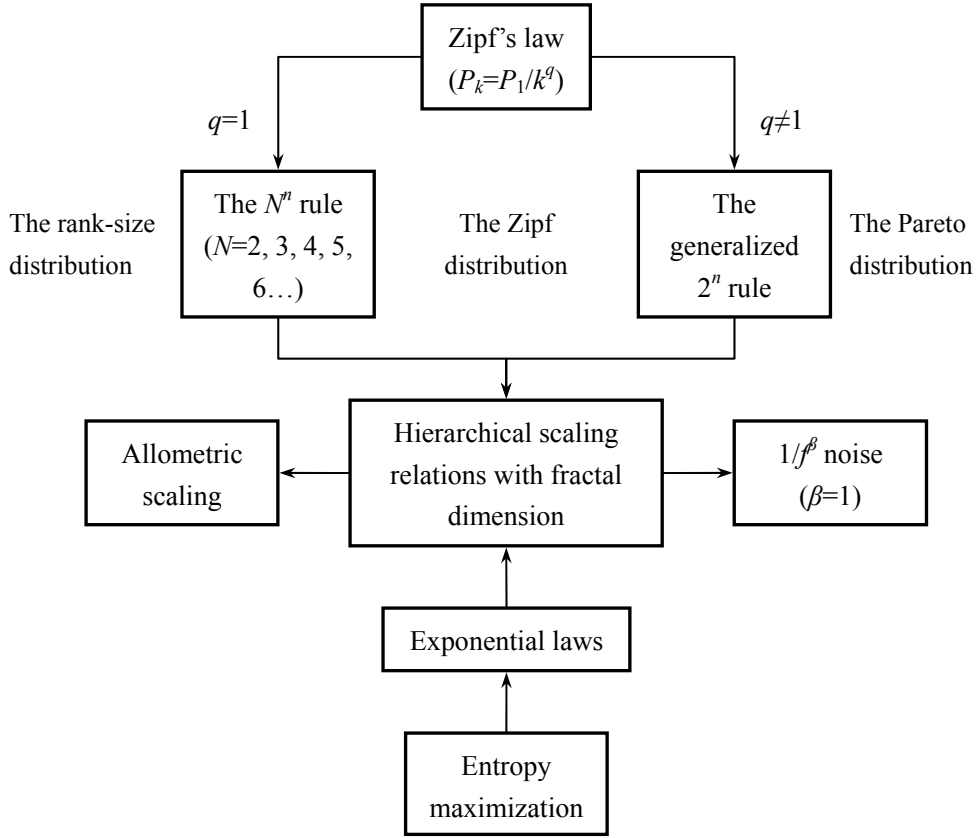 Zipf’s law
(P_k=P_1/k^q)
q=1
q≠1
The rank-size
distribution
The N^n rule
(N=2, 3, 4, 5,
6…)
The Zipf
distribution
The
generalized
2^n rule
The Pareto
distribution
Allometric
scaling
Hierarchical scaling
relations with fractal
dimension
1/f^β noise
(β=1)
Exponential laws
Entropy
maximization